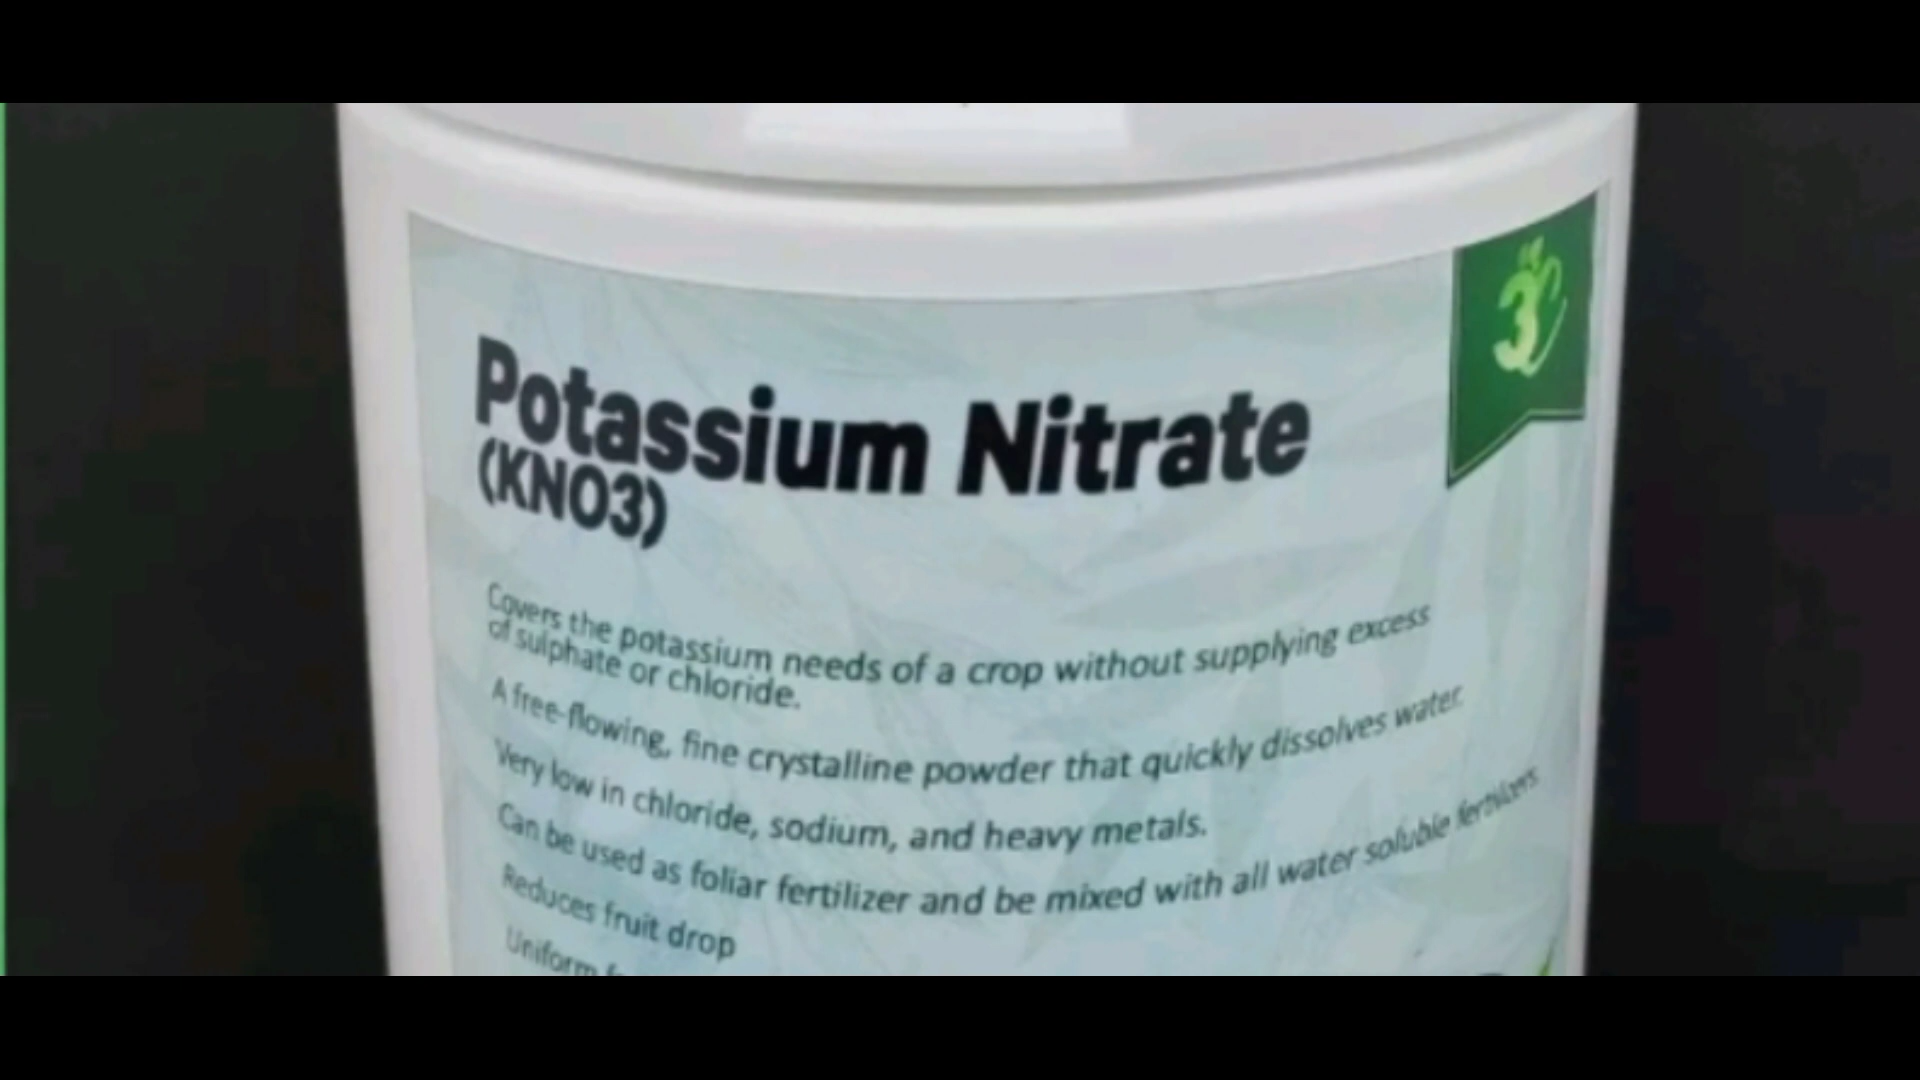 Potassium Nitrate
(KNO3)
Covers the potassium needs of a crop without supplying excess
of sulphate or chloride.
A free-flowing, fine crystalline powder that quickly dissolves water.
Very low in chloride, sodium, and heavy metals.
Can be used as foliar fertilizer and be mixed with all water soluble fertilizers.
Reduces fruit drop
Uniform